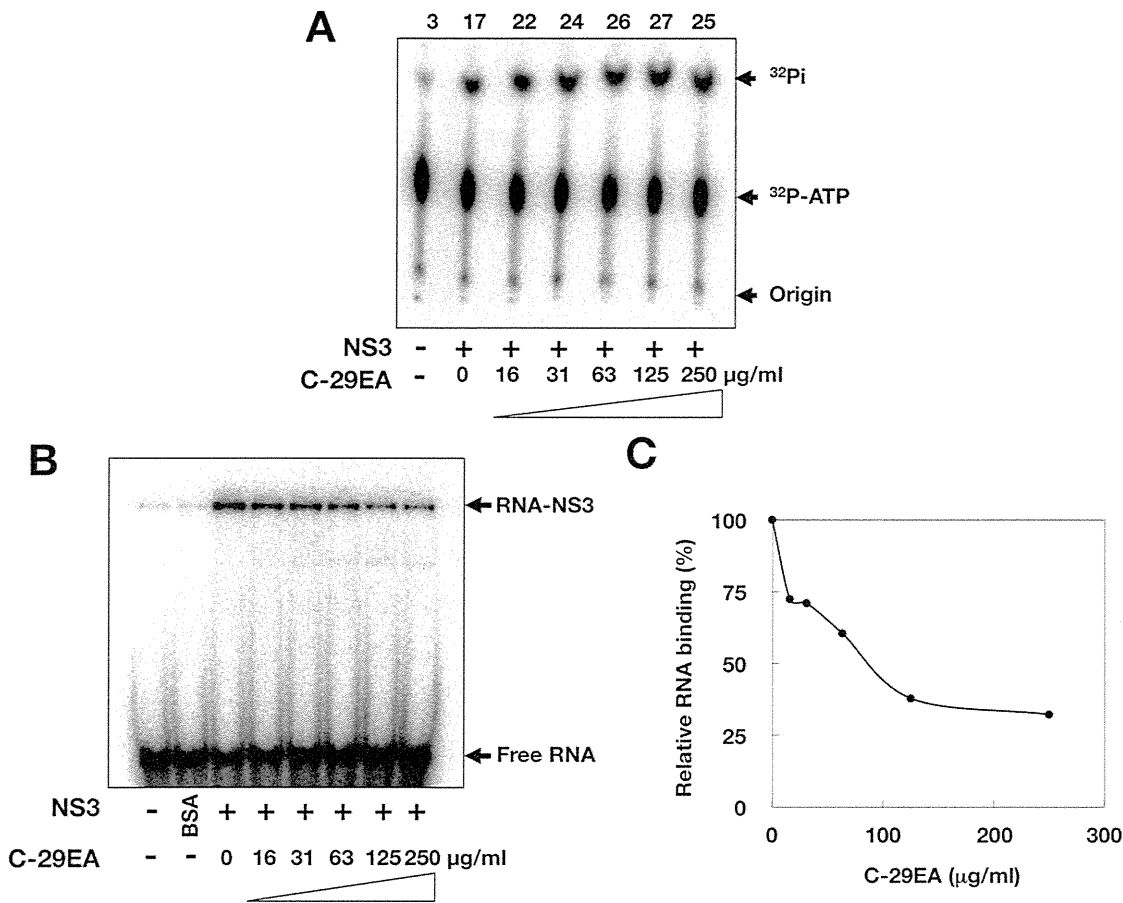 A
3 17 22 24 26 27 25
³²Pi
³²P-ATP
Origin
NS3 - + + + + + +
C-29EA - 0 16 31 63 125 250 µg/ml
B
RNA-NS3
Free RNA
NS3 - BSA + + + + + +
C-29EA - - 0 16 31 63 125 250 µg/ml
C
Relative RNA binding (%)
100
75
50
25
0
0 100 200 300
C-29EA (µg/ml)